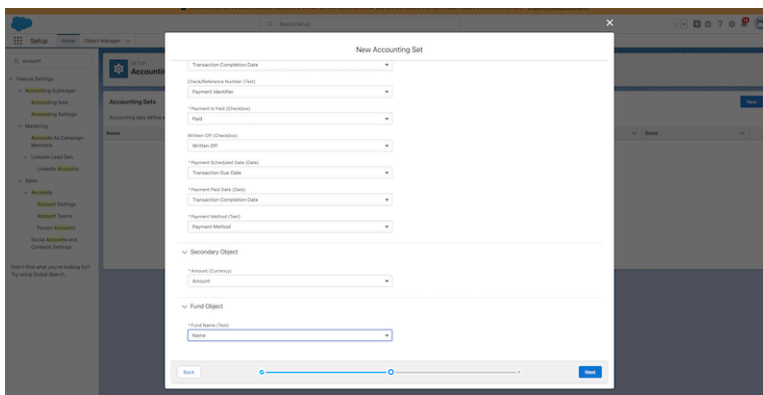 Search Setup
Setup
Home
Object Manager
account
Feature Settings
Accounting Subledger
Accounting Sets
Accounting Settings
Marketing
Accounts As Campaign
Members
LinkedIn Lead Gen
LinkedIn Accounts
Sales
Accounts
Account Settings
Account Teams
Person Accounts
Social Accounts and
Contacts Settings
Didn't find what you're looking for?
Try using Global Search.
SETUP
Accounting Sets
Accounting sets define
Name
New
State
New Accounting Set
Transaction Completion Date
Check/Reference Number (Text)
Payment Identifier
* Payment Is Paid (Checkbox)
Paid
Written-Off (Checkbox)
Written Off
* Payment Scheduled Date (Date)
Transaction Due Date
* Payment Paid Date (Date)
Transaction Completion Date
* Payment Method (Text)
Payment Method
Secondary Object
* Amount (Currency)
Amount
Fund Object
* Fund Name (Text)
Name
Back
Next